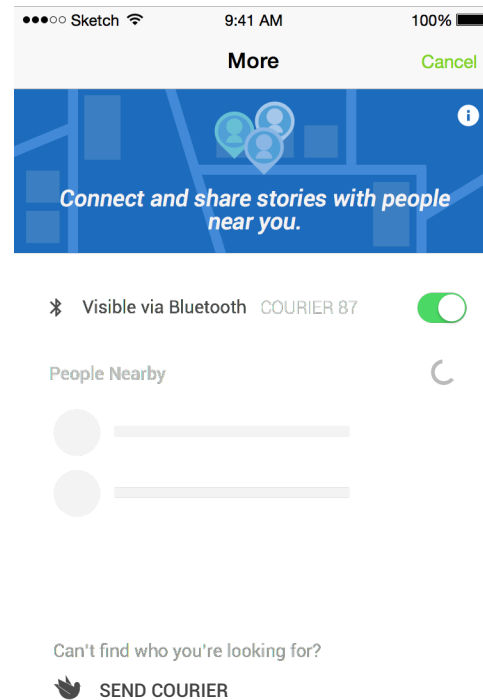 Sketch 9:41 AM 100%
More Cancel
Connect and share stories with people
near you.
Visible via Bluetooth COURIER 87
People Nearby
Can't find who you're looking for?
SEND COURIER